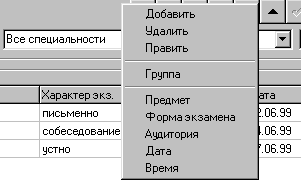 Все специальности
Добавить
Удалить
Править
Группа
Предмет
Форма экзамена
Аудитория
Дата
Время
Характер экз.
письменно
собеседование
устно
2.06.99
4.06.99
7.06.99